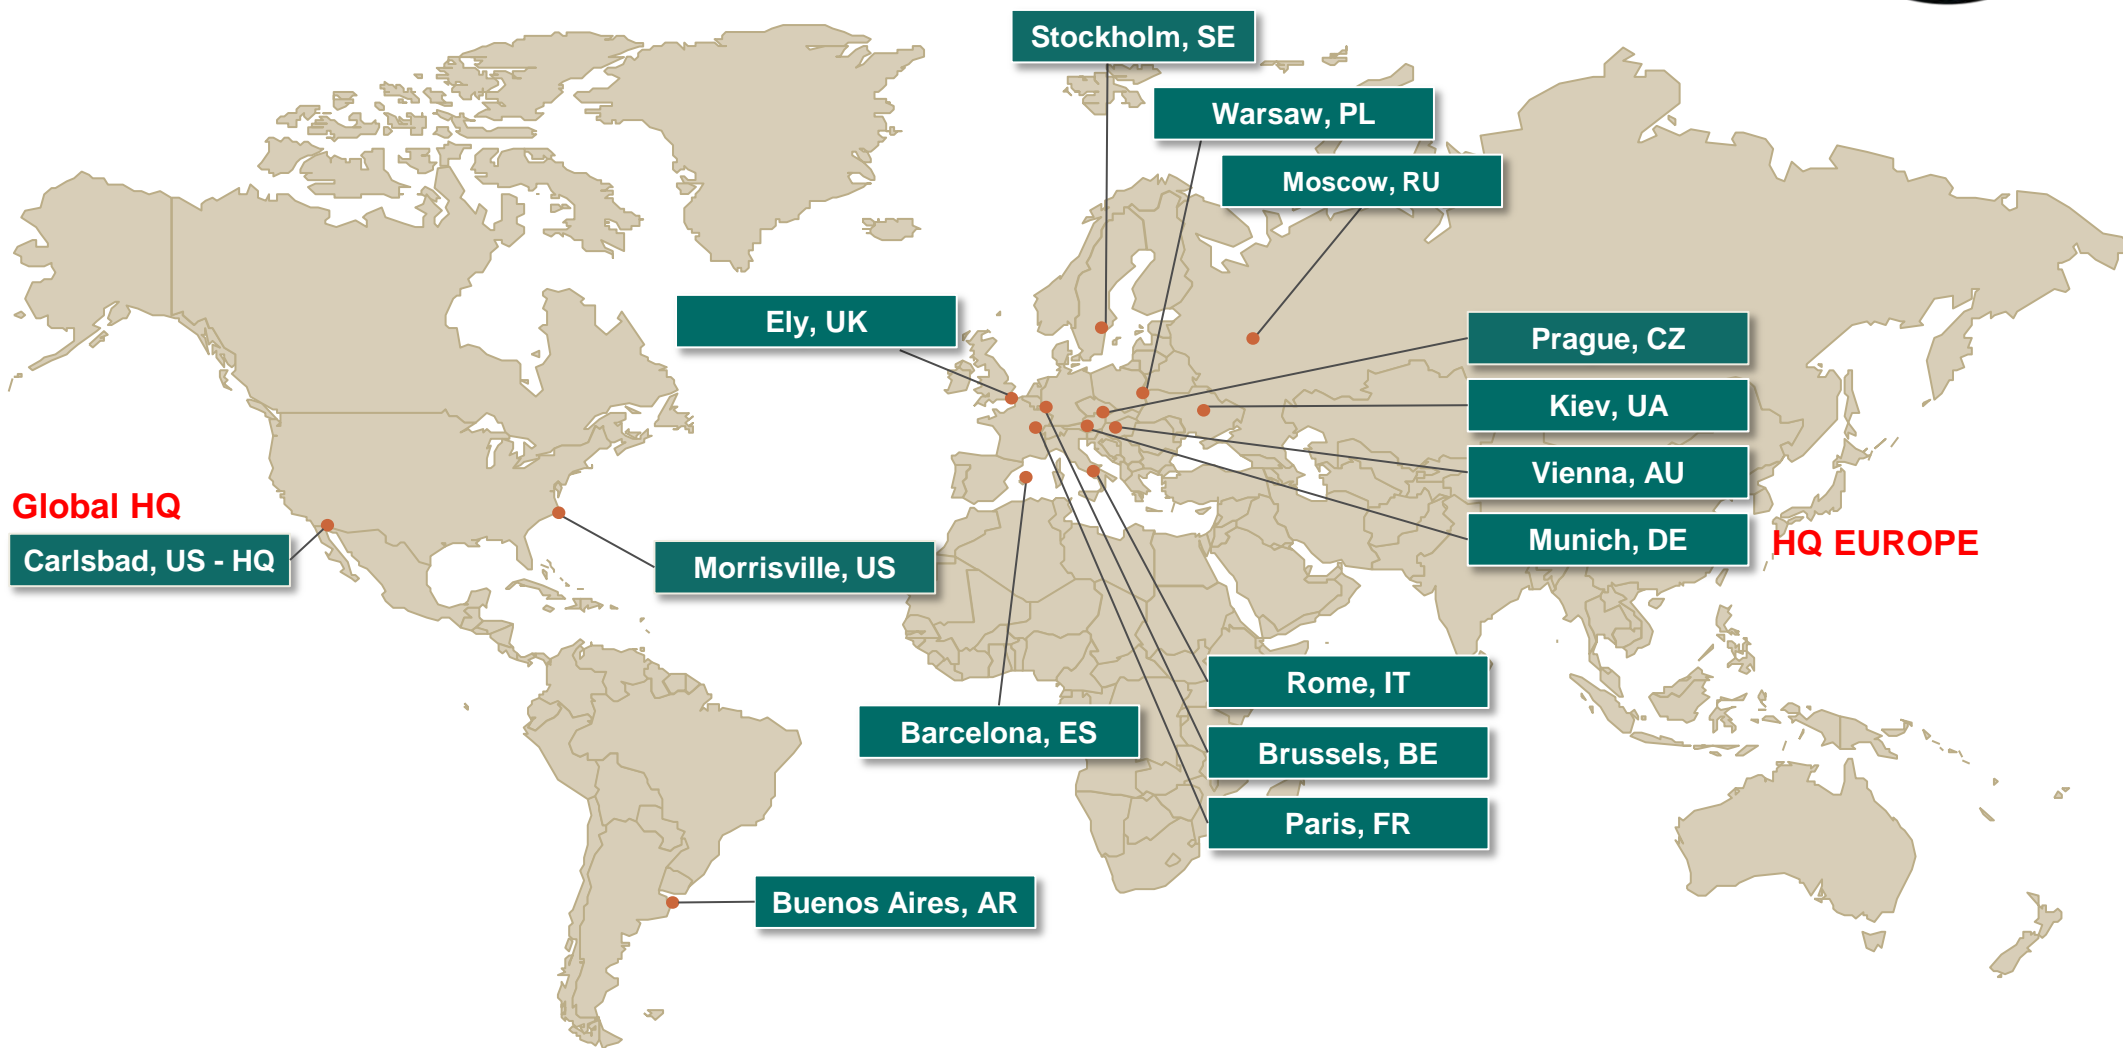 Stockholm, SE
Warsaw, PL
Moscow, RU
Ely, UK
Prague, CZ
Kiev, UA
Vienna, AU
Munich, DE
HQ EUROPE
Global HQ
Carlsbad, US - HQ
Morrisville, US
Rome, IT
Barcelona, ES
Brussels, BE
Paris, FR
Buenos Aires, AR